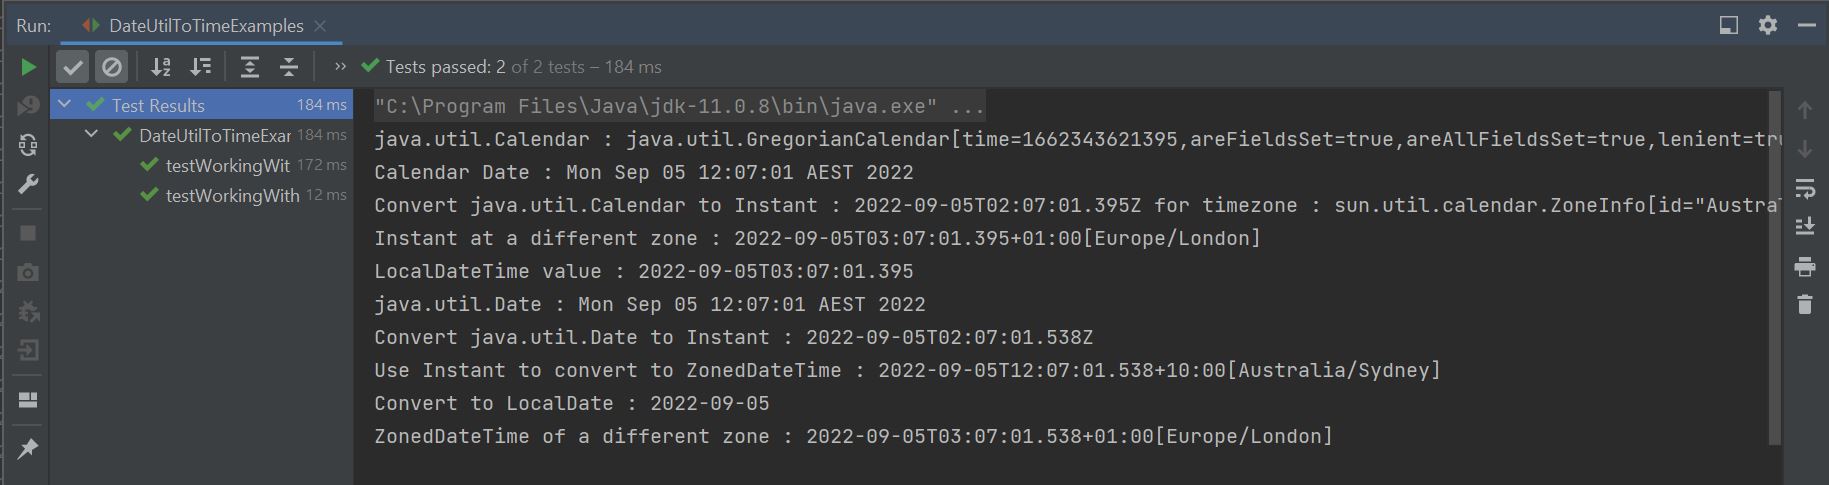 Run: DateUtilToTimeExamples
Tests passed: 2 of 2 tests – 184 ms
Test Results 184 ms
DateUtilToTimeExar 184 ms
testWorkingWit 172 ms
testWorkingWith 12 ms
"C:\Program Files\Java\jdk-11.0.8\bin\java.exe" ...
java.util.Calendar : java.util.GregorianCalendar[time=1662343621395,areFieldsSet=true,areAllFieldsSet=true,lenient=tru
Calendar Date : Mon Sep 05 12:07:01 AEST 2022
Convert java.util.Calendar to Instant : 2022-09-05T02:07:01.395Z for timezone : sun.util.calendar.ZoneInfo[id="Austral
Instant at a different zone : 2022-09-05T03:07:01.395+01:00[Europe/London]
LocalDateTime value : 2022-09-05T03:07:01.395
java.util.Date : Mon Sep 05 12:07:01 AEST 2022
Convert java.util.Date to Instant : 2022-09-05T02:07:01.538Z
Use Instant to convert to ZonedDateTime : 2022-09-05T12:07:01.538+10:00[Australia/Sydney]
Convert to LocalDate : 2022-09-05
ZonedDateTime of a different zone : 2022-09-05T03:07:01.538+01:00[Europe/London]